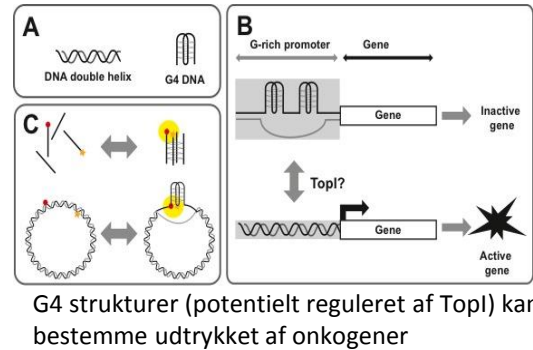 A
DNA double helix
G4 DNA
B
G-rich promoter
Gene
Gene
Inactive
gene
TopI?
Gene
Active
gene
C
G4 strukturer (potentielt reguleret af TopI) kan
bestemme udtrykket af onkogener